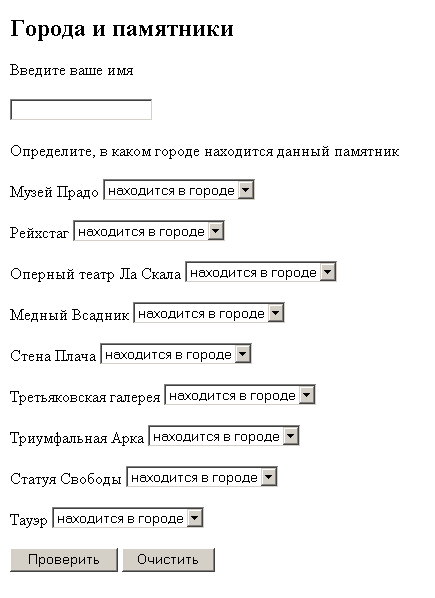 Города и памятники
Введите ваше имя
Определите, в каком городе находится данный памятник
Музей Прадо находится в городе
Рейхстаг находится в городе
Оперный театр Ла Скала находится в городе
Медный Всадник находится в городе
Стена Плача находится в городе
Третьяковская галерея находится в городе
Триумфальная Арка находится в городе
Статуя Свободы находится в городе
Тауэр находится в городе
Проверить Очистить